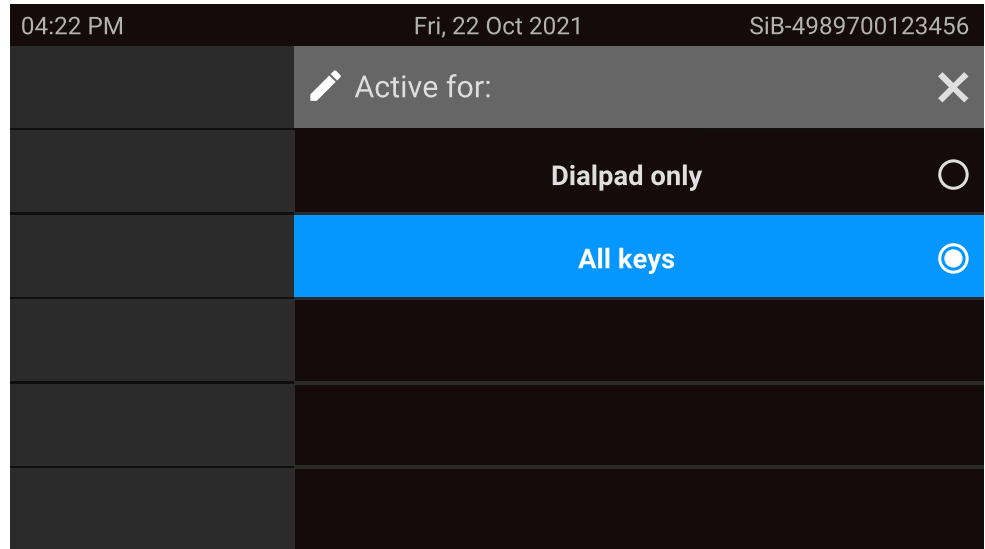 04:22 PM Fri, 22 Oct 2021 SiB-4989700123456
Active for:
Dialpad only
All keys